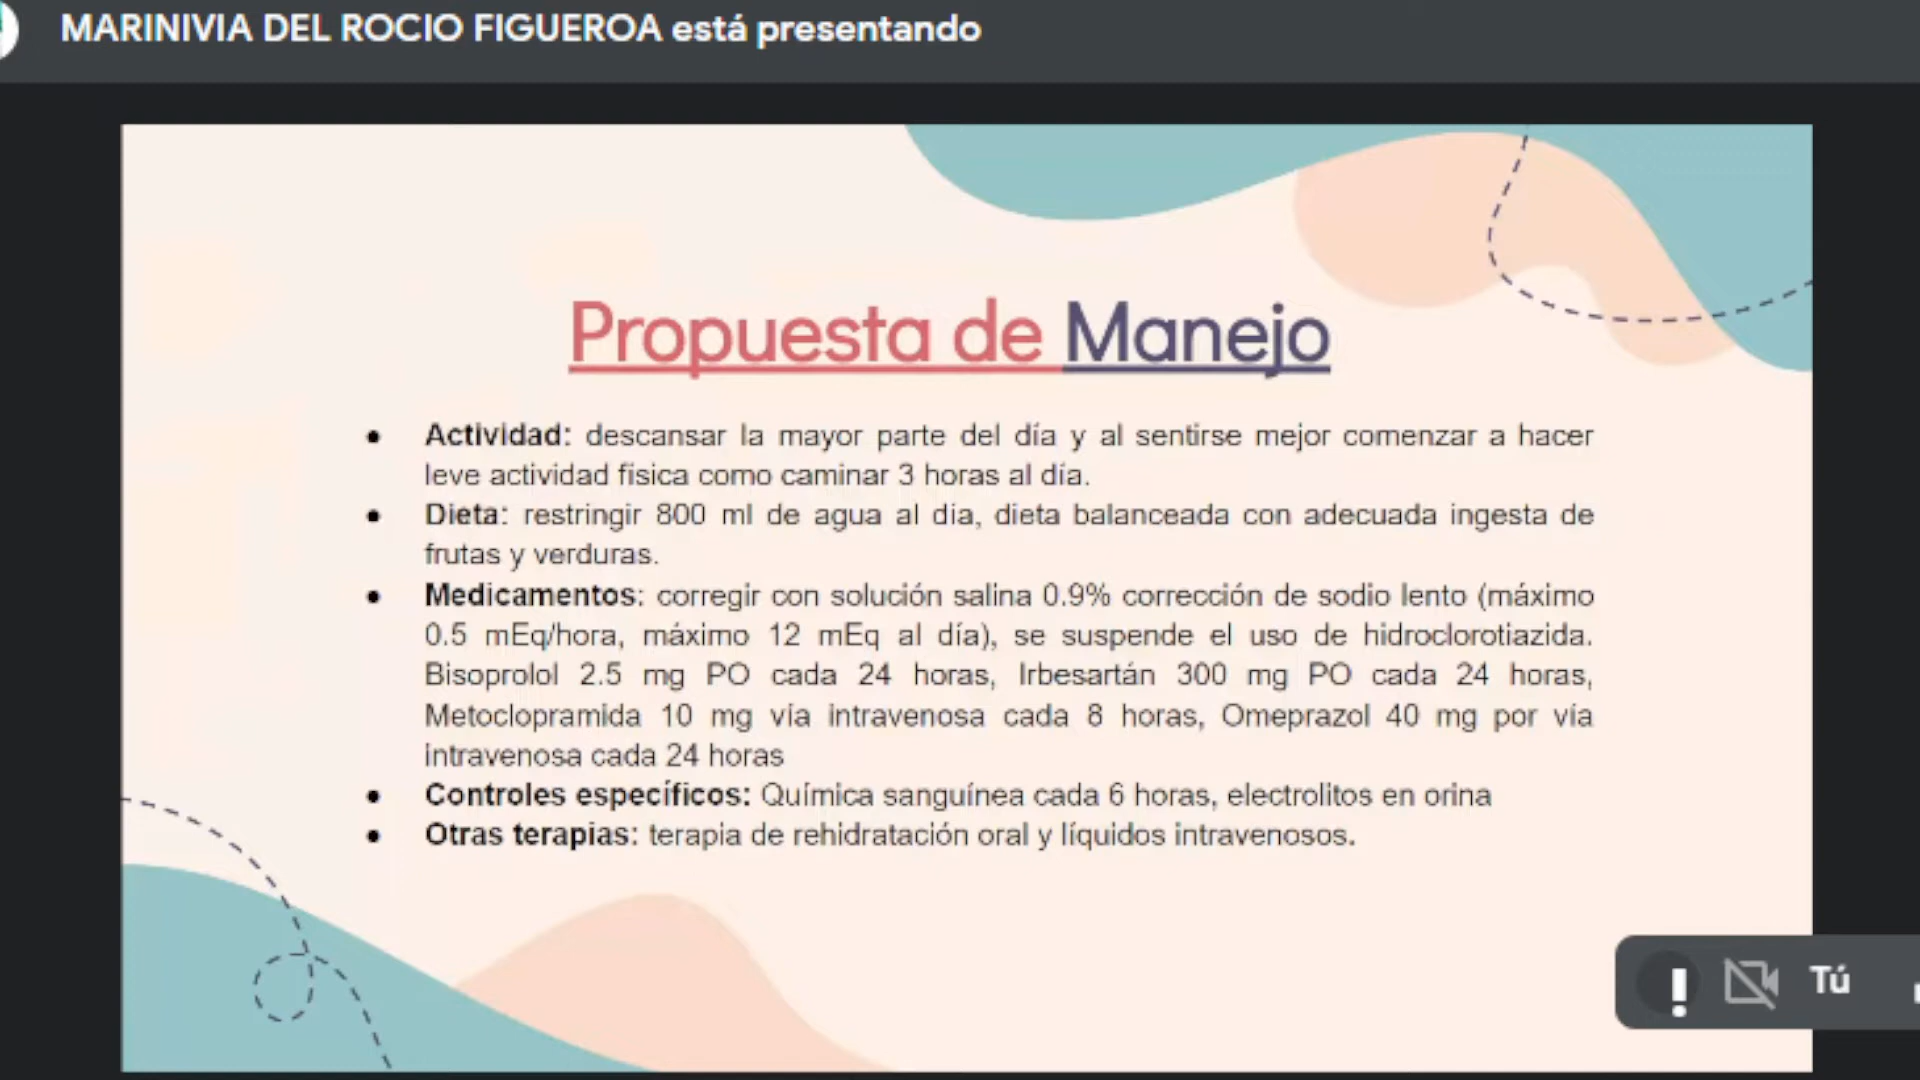 MARINIVIA DEL ROCIO FIGUEROA está presentando
Propuesta de Manejo
● Actividad: descansar la mayor parte del día y al sentirse mejor comenzar a hacer
leve actividad física como caminar 3 horas al día.
● Dieta: restringir 800 ml de agua al día, dieta balanceada con adecuada ingesta de
frutas y verduras.
● Medicamentos: corregir con solución salina 0.9% corrección de sodio lento (máximo
0.5 mEq/hora, máximo 12 mEq al día), se suspende el uso de hidroclorotiazida.
Bisoprolol 2.5 mg PO cada 24 horas, Irbesartán 300 mg PO cada 24 horas,
Metoclopramida 10 mg vía intravenosa cada 8 horas, Omeprazol 40 mg por vía
intravenosa cada 24 horas
● Controles específicos: Química sanguínea cada 6 horas, electrolitos en orina
● Otras terapias: terapia de rehidratación oral y líquidos intravenosos.
Tú